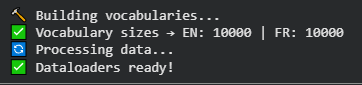 🔨 Building vocabularies...
✅ Vocabulary sizes → EN: 10000 | FR: 10000
🔄 Processing data...
✅ Dataloaders ready!